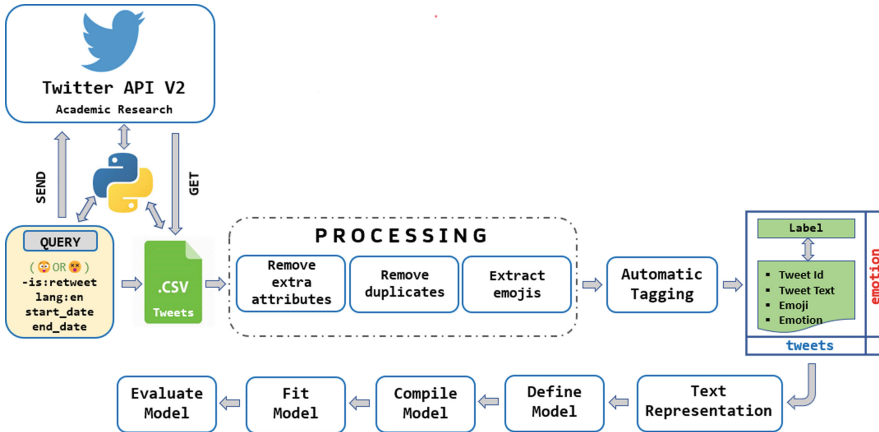 Twitter API V2
Academic Research
SEND
GET
QUERY
( OR )
-is:retweet
lang:en
start_date
end_date
.CSV
Tweets
PROCESSING
Remove
extra
attributes
Remove
duplicates
Extract
emojis
Automatic
Tagging
Label
▪ Tweet Id
▪ Tweet Text
▪ Emoji
▪ Emotion
tweets
emotion
Text
Representation
Define
Model
Compile
Model
Fit
Model
Evaluate
Model